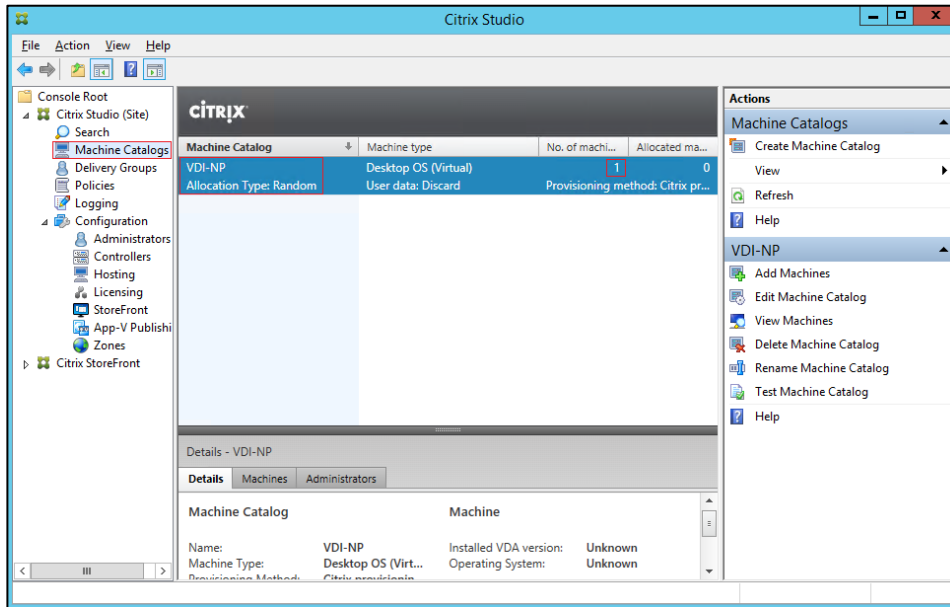 Citrix Studio
File Action View Help
Console Root
Citrix Studio (Site)
Search
Machine Catalogs
Delivery Groups
Policies
Logging
Configuration
Administrators
Controllers
Hosting
Licensing
StoreFront
App-V Publishi
Zones
Citrix StoreFront
CİTRIX
Machine Catalog Machine type No. of machi... Allocated ma...
VDI-NP Desktop OS (Virtual) 1 0
Allocation Type: Random User data: Discard Provisioning method: Citrix pr...
Details - VDI-NP
Details Machines Administrators
Machine Catalog Machine
Name: VDI-NP Installed VDA version: Unknown
Machine Type: Desktop OS (Virt... Operating System: Unknown
Provisioning Method: Citrix provisionin
Actions
Machine Catalogs
Create Machine Catalog
View
Refresh
Help
VDI-NP
Add Machines
Edit Machine Catalog
View Machines
Delete Machine Catalog
Rename Machine Catalog
Test Machine Catalog
Help